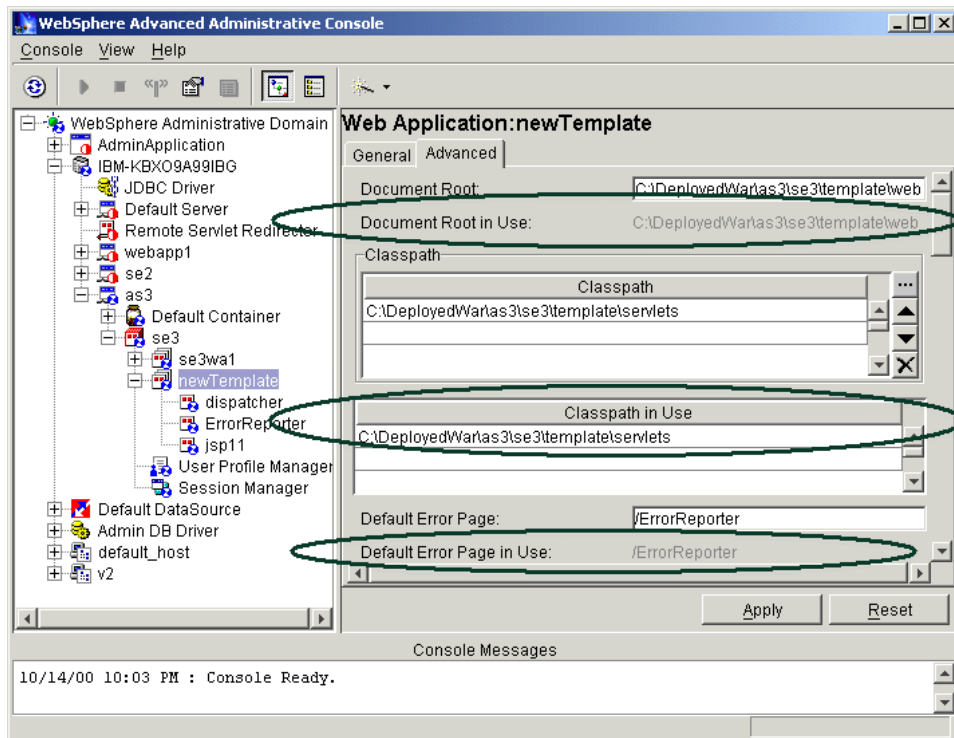 WebSphere Advanced Administrative Console
Console View Help
WebSphere Administrative Domain
AdminApplication
IBM-KBXO9A99IBG
JDBC Driver
Default Server
Remote Servlet Redirector
webapp1
se2
as3
Default Container
se3
se3wa1
newTemplate
dispatcher
ErrorReporter
jsp11
User Profile Manager
Session Manager
Default DataSource
Admin DB Driver
default_host
v2
Web Application:newTemplate
General Advanced
Document Root: C:\DeployedWar\as3\se3\template\web
Document Root in Use: C:\DeployedWar\as3\se3\template\web
Classpath
Classpath
C:\DeployedWar\as3\se3\template\servlets
Classpath in Use
C:\DeployedWar\as3\se3\template\servlets
Default Error Page: /ErrorReporter
Default Error Page in Use: /ErrorReporter
Apply Reset
Console Messages
10/14/00 10:03 PM : Console Ready.